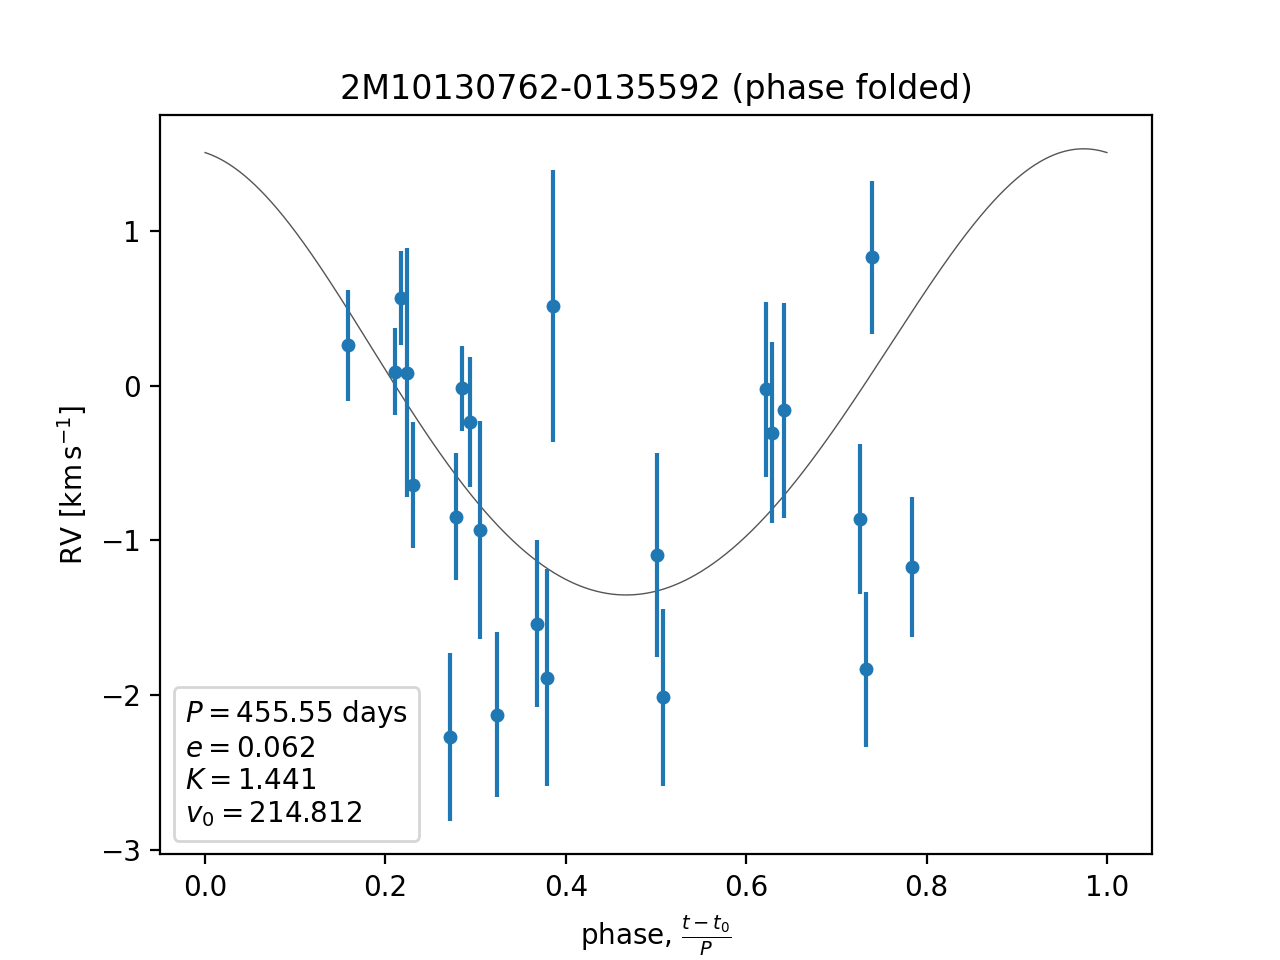 2M10130762-0135592 (phase folded)
RV [km s⁻¹]
1
0
−1
−2
−3
P = 455.55 days
e = 0.062
K = 1.441
v₀ = 214.812
0.0 0.2 0.4 0.6 0.8 1.0
phase, (t − t₀)/P